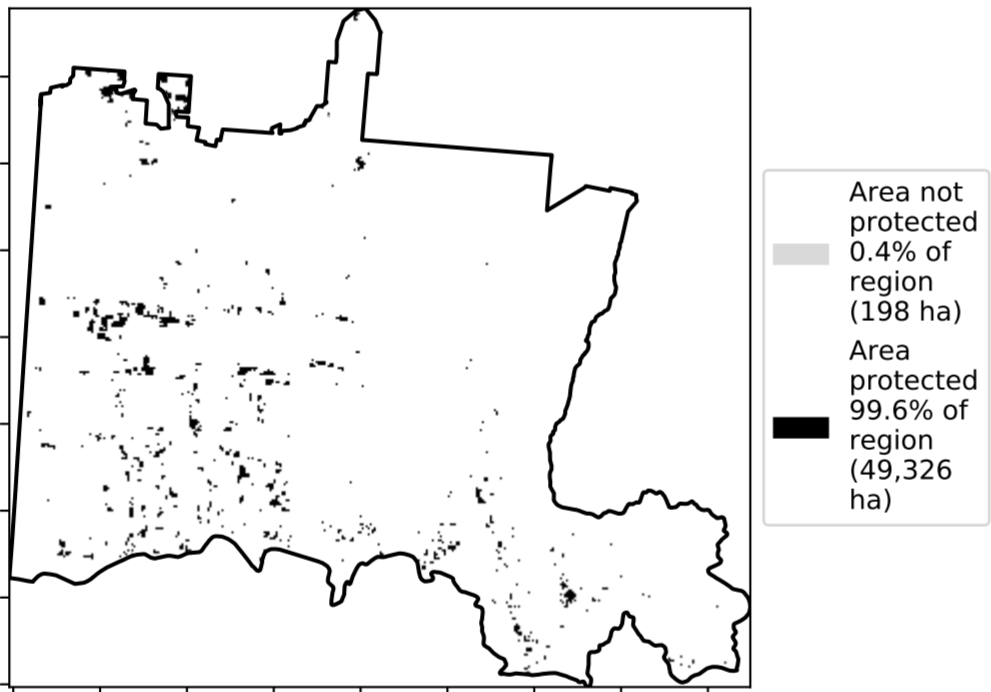 Area not
protected
0.4% of
region
(198 ha)
Area
protected
99.6% of
region
(49,326
ha)